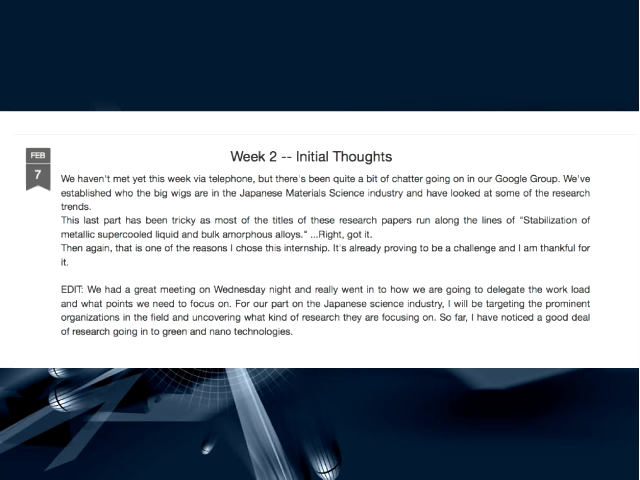 Week 2 -- Initial Thoughts
FEB
7
We haven't met yet this week via telephone, but there's been quite a bit of chatter going on in our Google Group. We've
established who the big wigs are in the Japanese Materials Science industry and have looked at some of the research
trends.
This last part has been tricky as most of the titles of these research papers run along the lines of "Stabilization of
metallic supercooled liquid and bulk amorphous alloys." ...Right, got it.
Then again, that is one of the reasons I chose this internship. It's already proving to be a challenge and I am thankful for
it.
EDIT: We had a great meeting on Wednesday night and really went in to how we are going to delegate the work load
and what points we need to focus on. For our part on the Japanese science industry, I will be targeting the prominent
organizations in the field and uncovering what kind of research they are focusing on. So far, I have noticed a good deal
of research going in to green and nano technologies.